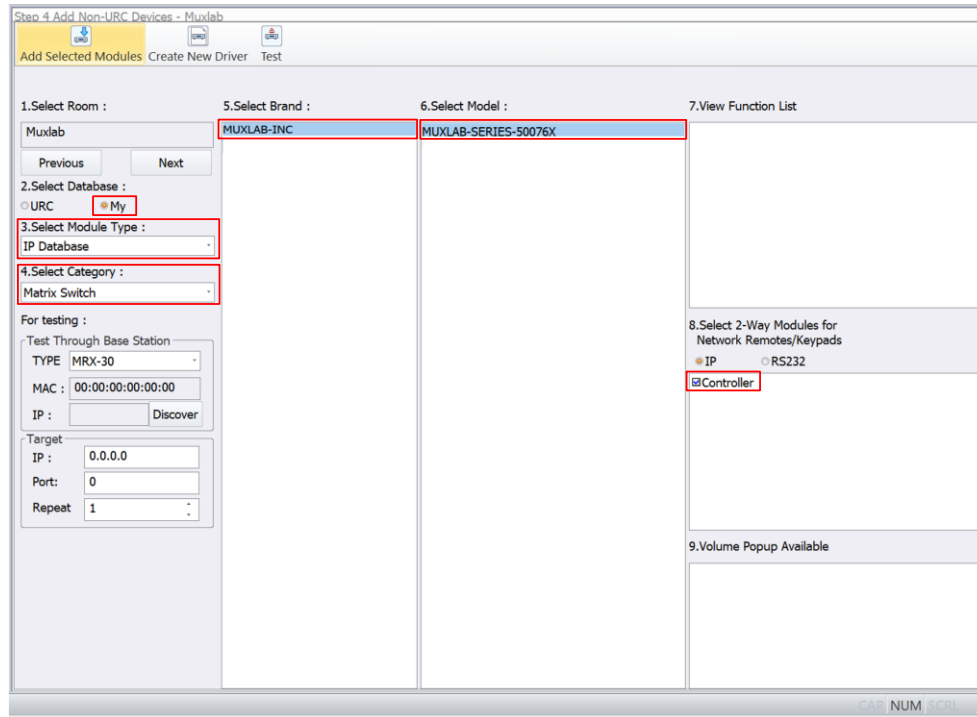 Step 4 Add Non-URC Devices - Muxlab
Add Selected Modules Create New Driver Test
1.Select Room :
Muxlab
Previous Next
2.Select Database :
URC My
3.Select Module Type :
IP Database
4.Select Category :
Matrix Switch
For testing :
Test Through Base Station
TYPE MRX-30
MAC : 00:00:00:00:00:00
IP : Discover
Target
IP : 0.0.0.0
Port: 0
Repeat 1
5.Select Brand :
MUXLAB-INC
6.Select Model :
MUXLAB-SERIES-50076X
7.View Function List
8.Select 2-Way Modules for
Network Remotes/Keypads
IP RS232
Controller
9.Volume Popup Available
CAP NUM SCRL